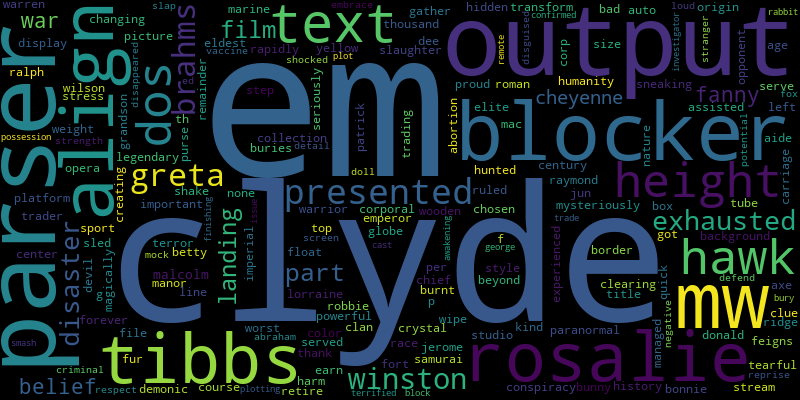 warren slap embrace
changing marine text loud origin
war film gather hidden transform bad auto
display picture thousand output confirmed rabbit
parser align dos brahms dee disguised corp size stranger age
ralph eldest rapidly yellow slaughter remote investigator opponent
vaccine shocked plot humanity
wilson disappeared ed em seriously proud roman sneaking
stress remainder step cheyenne fanny serve
possession grandson th collection patrick trading elite assisted fox
weight purse buries detail abortion mac blocker nature potential left
strength legendary century aide
opera greta doll hunted raymond jun carriage
platform creating shake none presented ruled mysteriously height box tube
trader important finishing issue warrior corporal wooden chosen exhausted
sport landing top emperor globe trade got background
center disaster sled terror betty imperial screen cast awakening f george experienced border hawk defend
devil mock malcolm float part per style quick clearing axe
magically manor clyde chief beyond title mw bury
oq line lorraine burnt p kind managed negative clue
forever robbie powerful clan crystal wipe studio paranormal donald ridge
smash file worst abraham color race rosalie feigns
tibbs served thank fort samurai jerome tearful
belief fur harm earn winston conspiracy bunny history bonnie reprise
criminal respect demonic course plotting retire terrified block stream